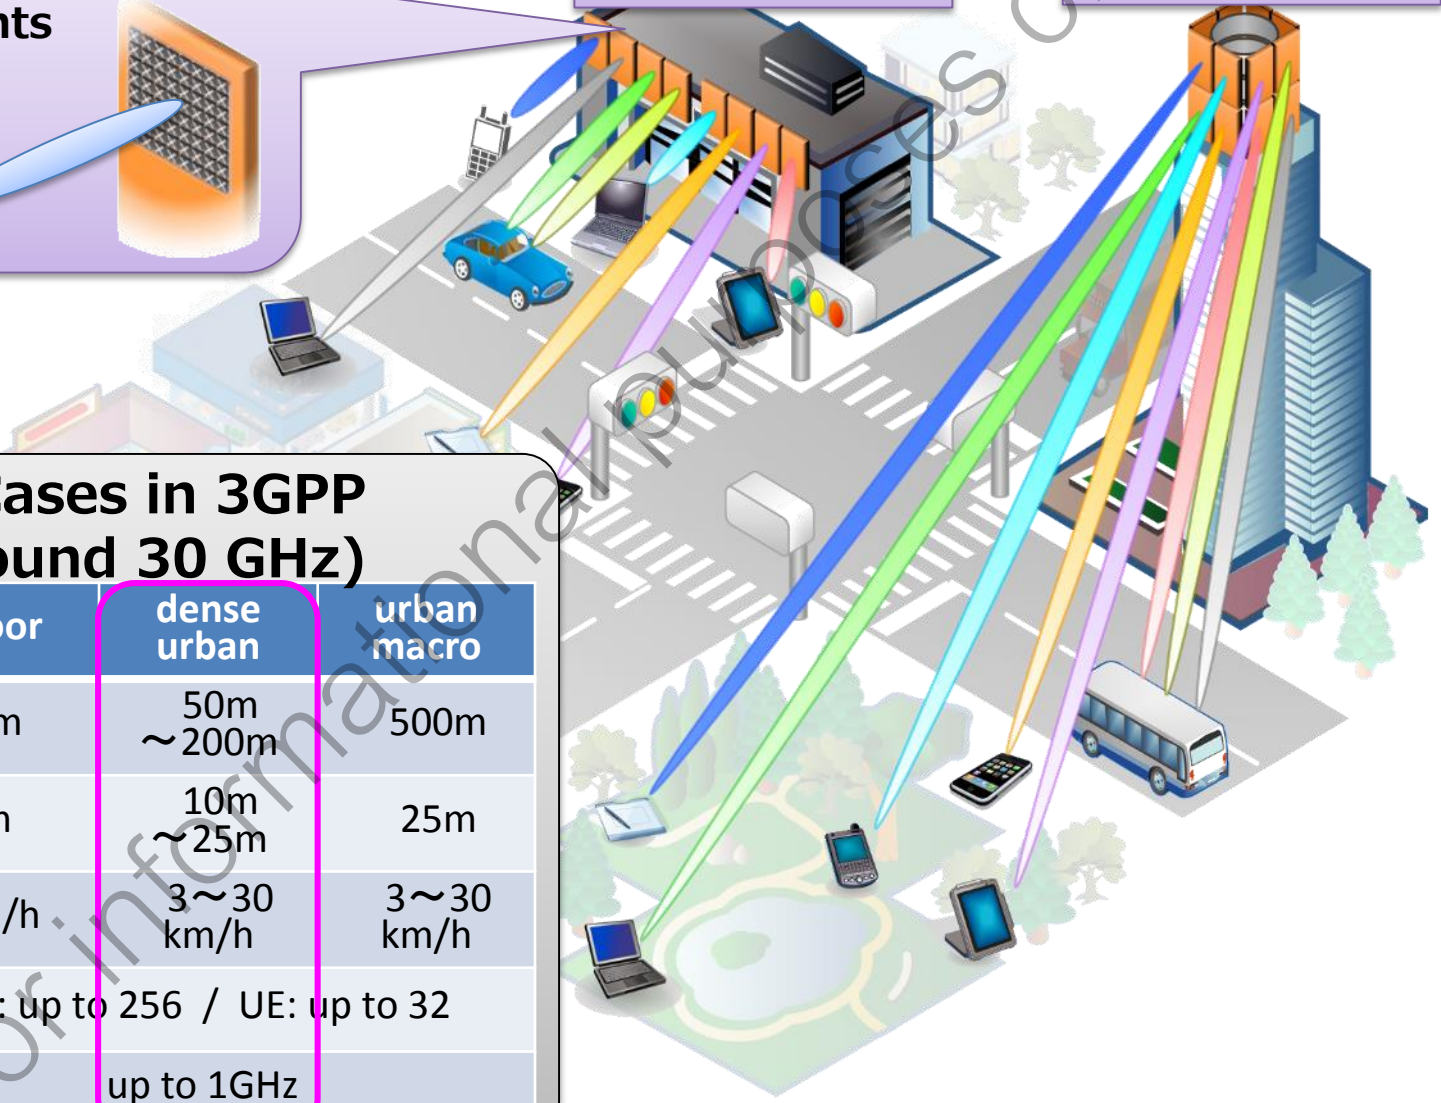 nts
ases in 3GPP
ound 30 GHz)
oor
dense
urban
urban
macro
m
50m
～200m
500m
10m
～25m
25m
/h
3～30
km/h
3～30
km/h
: up to 256 / UE: up to 32
up to 1GHz
or informational purposes o